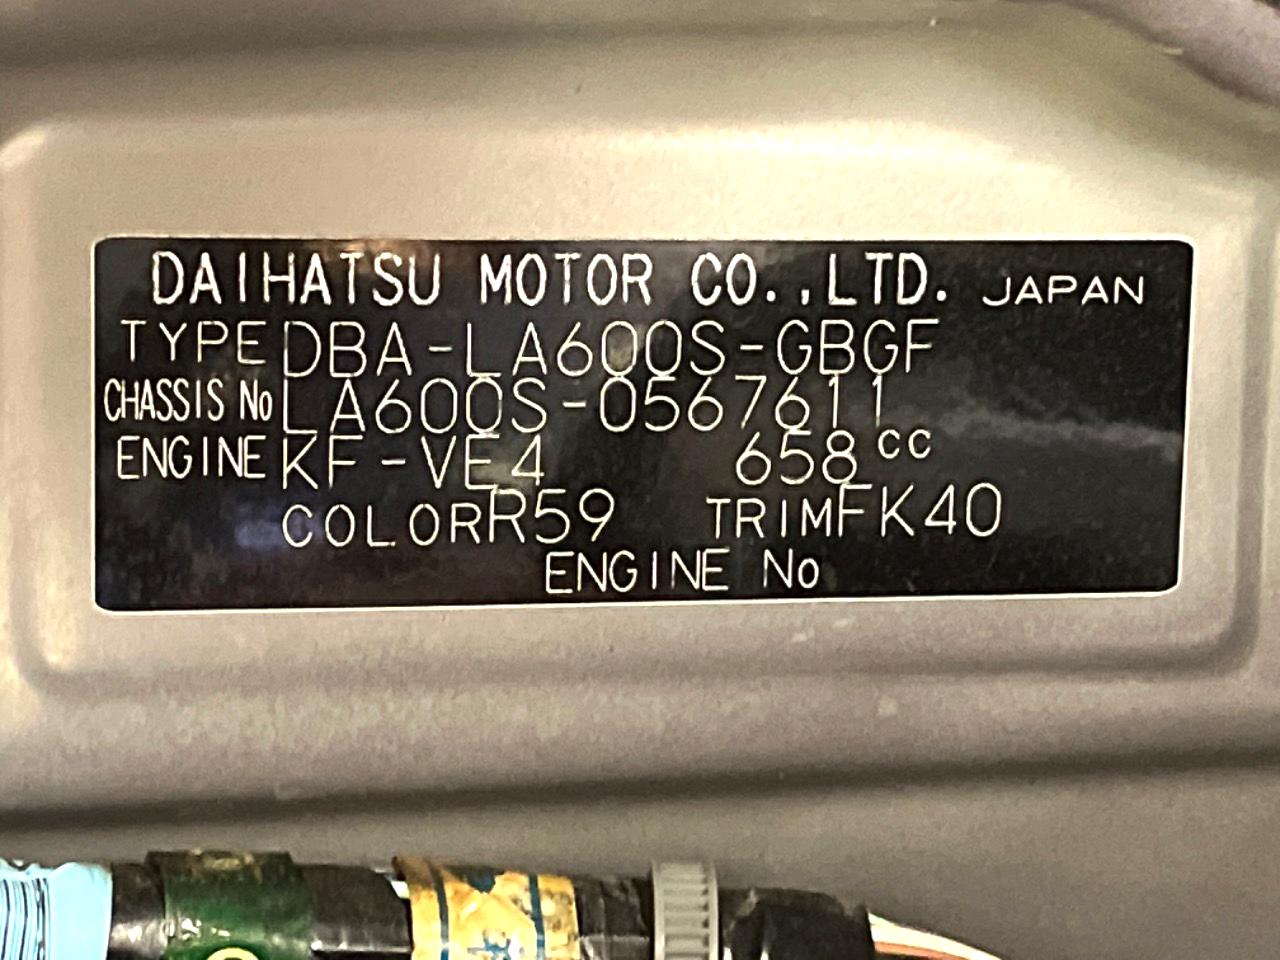 DAIHATSU MOTOR CO.,LTD. JAPAN
TYPE DBA-LA600S-GBGF
CHASSIS No LA600S-0567611
ENGINE KF-VE4 658cc
COLOR R59 TRIM FK40
ENGINE No